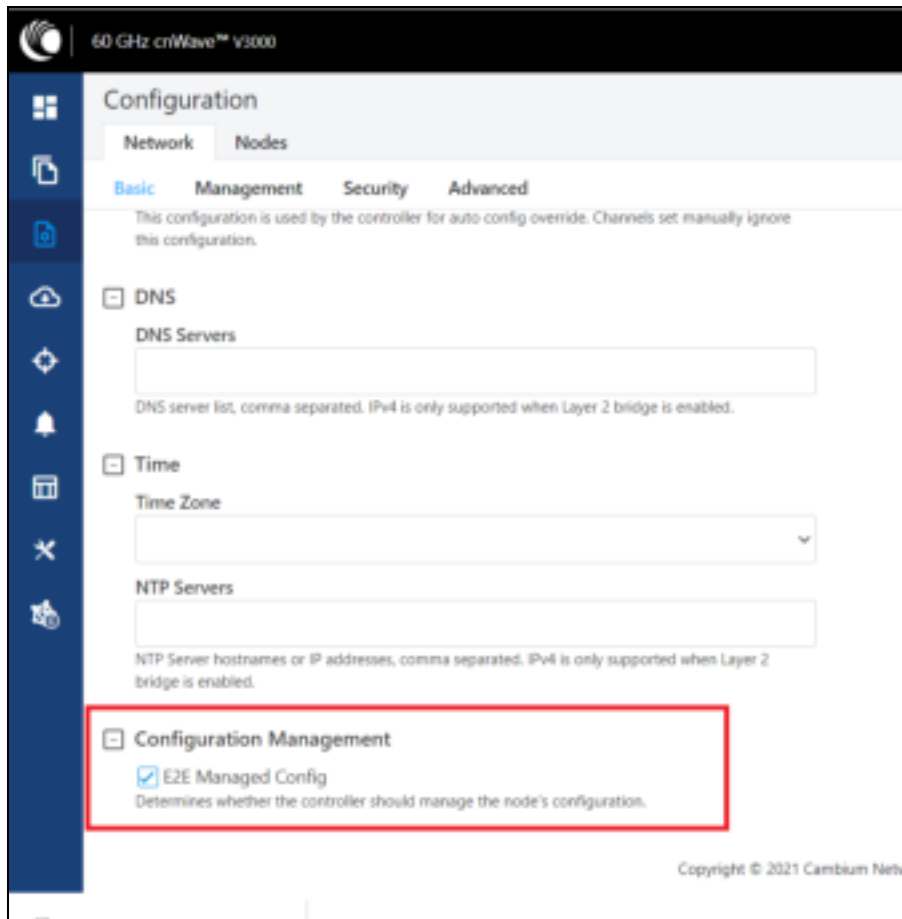 60 GHz cnWave™ V3000
Configuration
Network Nodes
Basic Management Security Advanced
This configuration is used by the controller for auto config override. Channels set manually ignore
this configuration.
DNS
DNS Servers
DNS server list, comma separated. IPv4 is only supported when Layer 2 bridge is enabled.
Time
Time Zone
NTP Servers
NTP Server hostnames or IP addresses, comma separated. IPv4 is only supported when Layer 2
bridge is enabled.
Configuration Management
E2E Managed Config
Determines whether the controller should manage the node's configuration.
Copyright © 2021 Cambium Netw